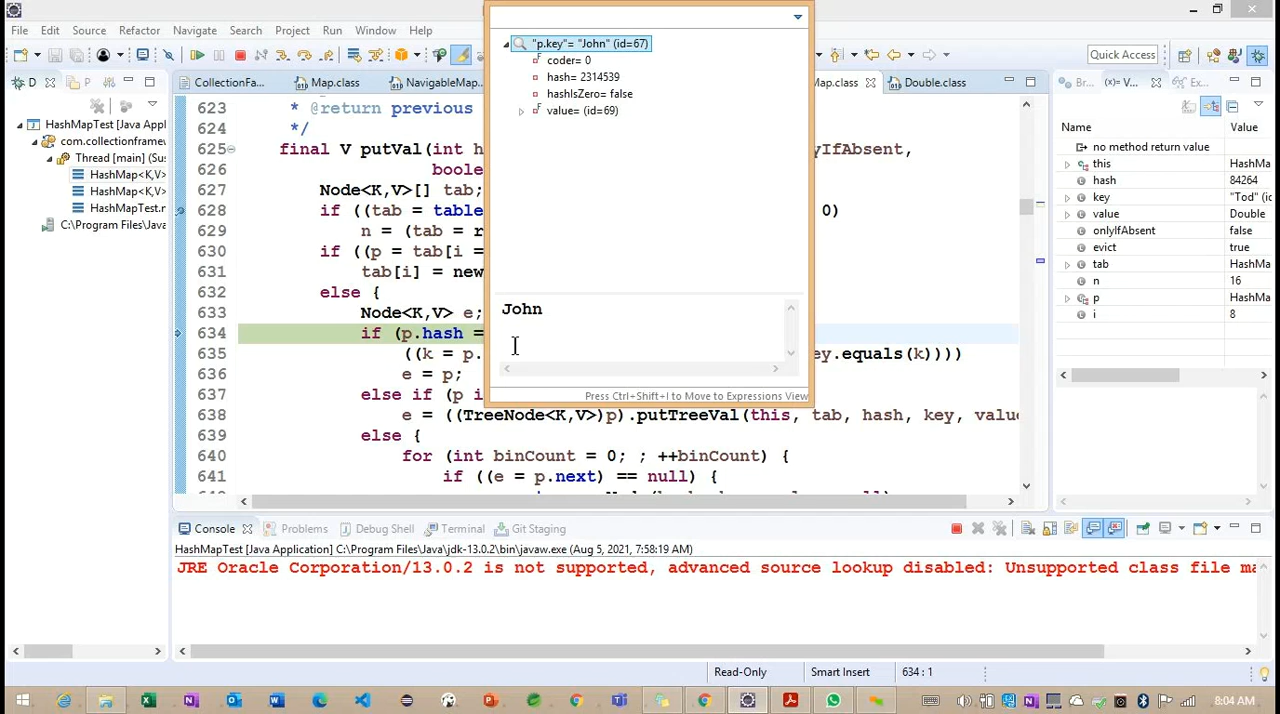 File Edit Source Refactor Navigate Search Project Run Window Help
Quick Access
D
P
CollectionFa...
Map.class
NavigableMap.
Map.class
Double.class
Br...
(x)= V...
Ex...
HashMapTest [Java Appl
com.collectionframew
Thread [main] (Sus
HashMap<K,V>
HashMap<K,V>
HashMapTest.r
C:\Program Files\Java
623 * @return previous
624 */
625 final V putVal(int h yIfAbsent,
626 boole
627 Node<K,V>[] tab;
628 if ((tab = table 0)
629 n = (tab = r
630 if ((p = tab[i =
631 tab[i] = new
632 else {
633 Node<K,V> e;
634 if (p.hash =
635 ((k = p. ey.equals(k))))
636 e = p;
637 else if (p i
638 e = ((TreeNode<K,V>)p).putTreeVal(this, tab, hash, key, valu
639 else {
640 for (int binCount = 0; ; ++binCount) {
641 if ((e = p.next) == null) {
"p.key"= "John" (id=67)
coder= 0
hash= 2314539
hashIsZero= false
value= (id=69)
John
Press Ctrl+Shift+I to Move to Expressions View
Name Value
no method return value
this HashMa
hash 84264
key "Tod" (i
value Double
onlyIfAbsent false
evict true
tab HashMa
n 16
p HashMa
i 8
Console Problems Debug Shell Terminal Git Staging
HashMapTest [Java Application] C:\Program Files\Java\jdk-13.0.2\bin\javaw.exe (Aug 5, 2021, 7:58:19 AM)
JRE Oracle Corporation/13.0.2 is not supported, advanced source lookup disabled: Unsupported class file ma
Read-Only Smart Insert 634 : 1
8:04 AM